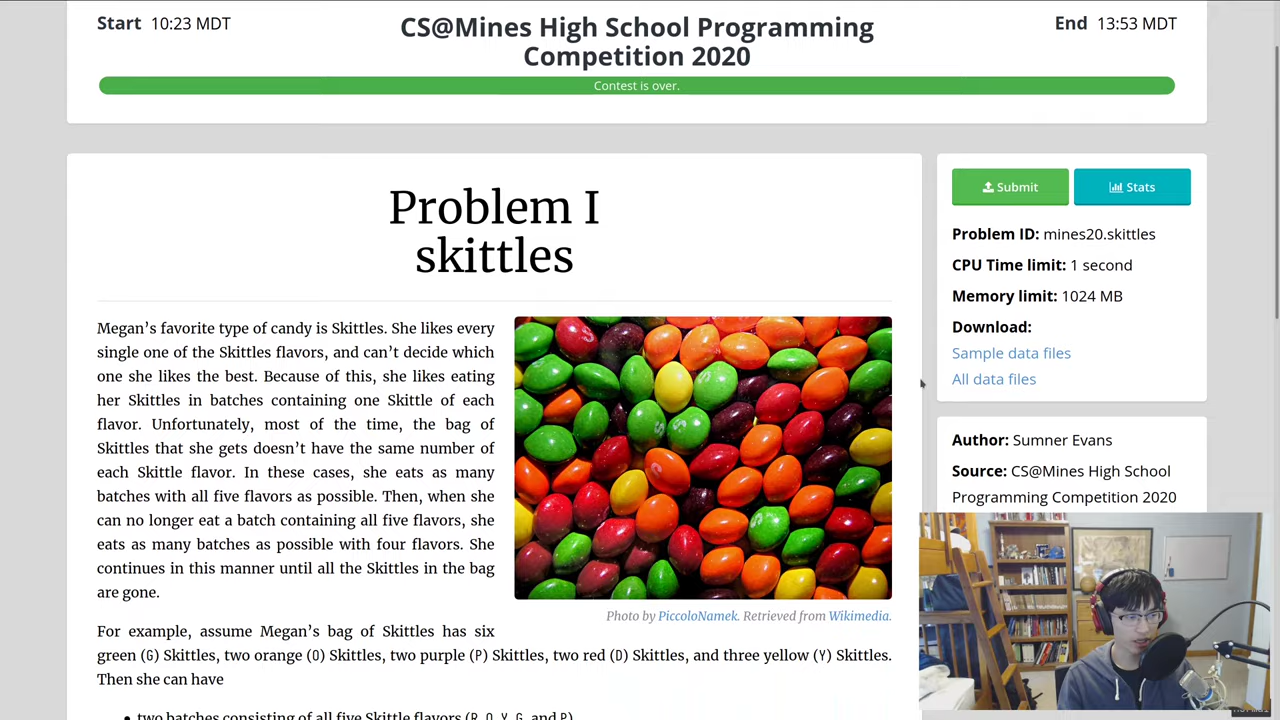 Start 10:23 MDT
CS@Mines High School Programming
Competition 2020
End 13:53 MDT
Contest is over.
Problem I
skittles
Megan’s favorite type of candy is Skittles. She likes every
single one of the Skittles flavors, and can’t decide which
one she likes the best. Because of this, she likes eating
her Skittles in batches containing one Skittle of each
flavor. Unfortunately, most of the time, the bag of
Skittles that she gets doesn’t have the same number of
each Skittle flavor. In these cases, she eats as many
batches with all five flavors as possible. Then, when she
can no longer eat a batch containing all five flavors, she
eats as many batches as possible with four flavors. She
continues in this manner until all the Skittles in the bag
are gone.
Photo by PiccoloNamek. Retrieved from Wikimedia.
For example, assume Megan’s bag of Skittles has six
green (G) Skittles, two orange (O) Skittles, two purple (P) Skittles, two red (D) Skittles, and three yellow (Y) Skittles.
Then she can have
• two batches consisting of all five Skittle flavors (R, O, Y, G, and P)
Submit
Stats
Problem ID: mines20.skittles
CPU Time limit: 1 second
Memory limit: 1024 MB
Download:
Sample data files
All data files
Author: Sumner Evans
Source: CS@Mines High School
Programming Competition 2020